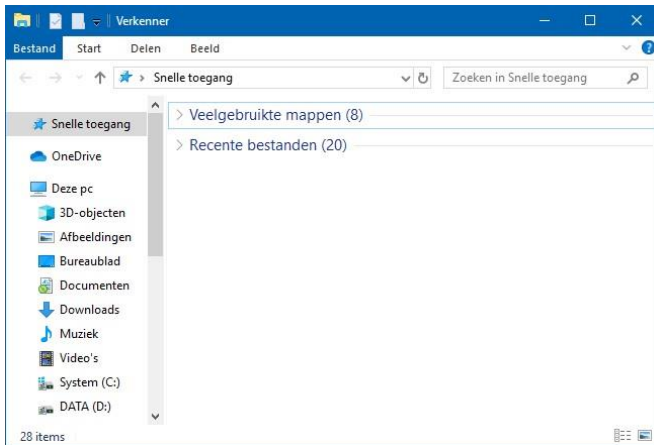 Verkenner
Bestand Start Delen Beeld
Snelle toegang Zoeken in Snelle toegang
Snelle toegang
OneDrive
Deze pc
3D-objecten
Afbeeldingen
Bureaublad
Documenten
Downloads
Muziek
Video's
System (C:)
DATA (D:)
Veelgebruikte mappen (8)
Recente bestanden (20)
28 items